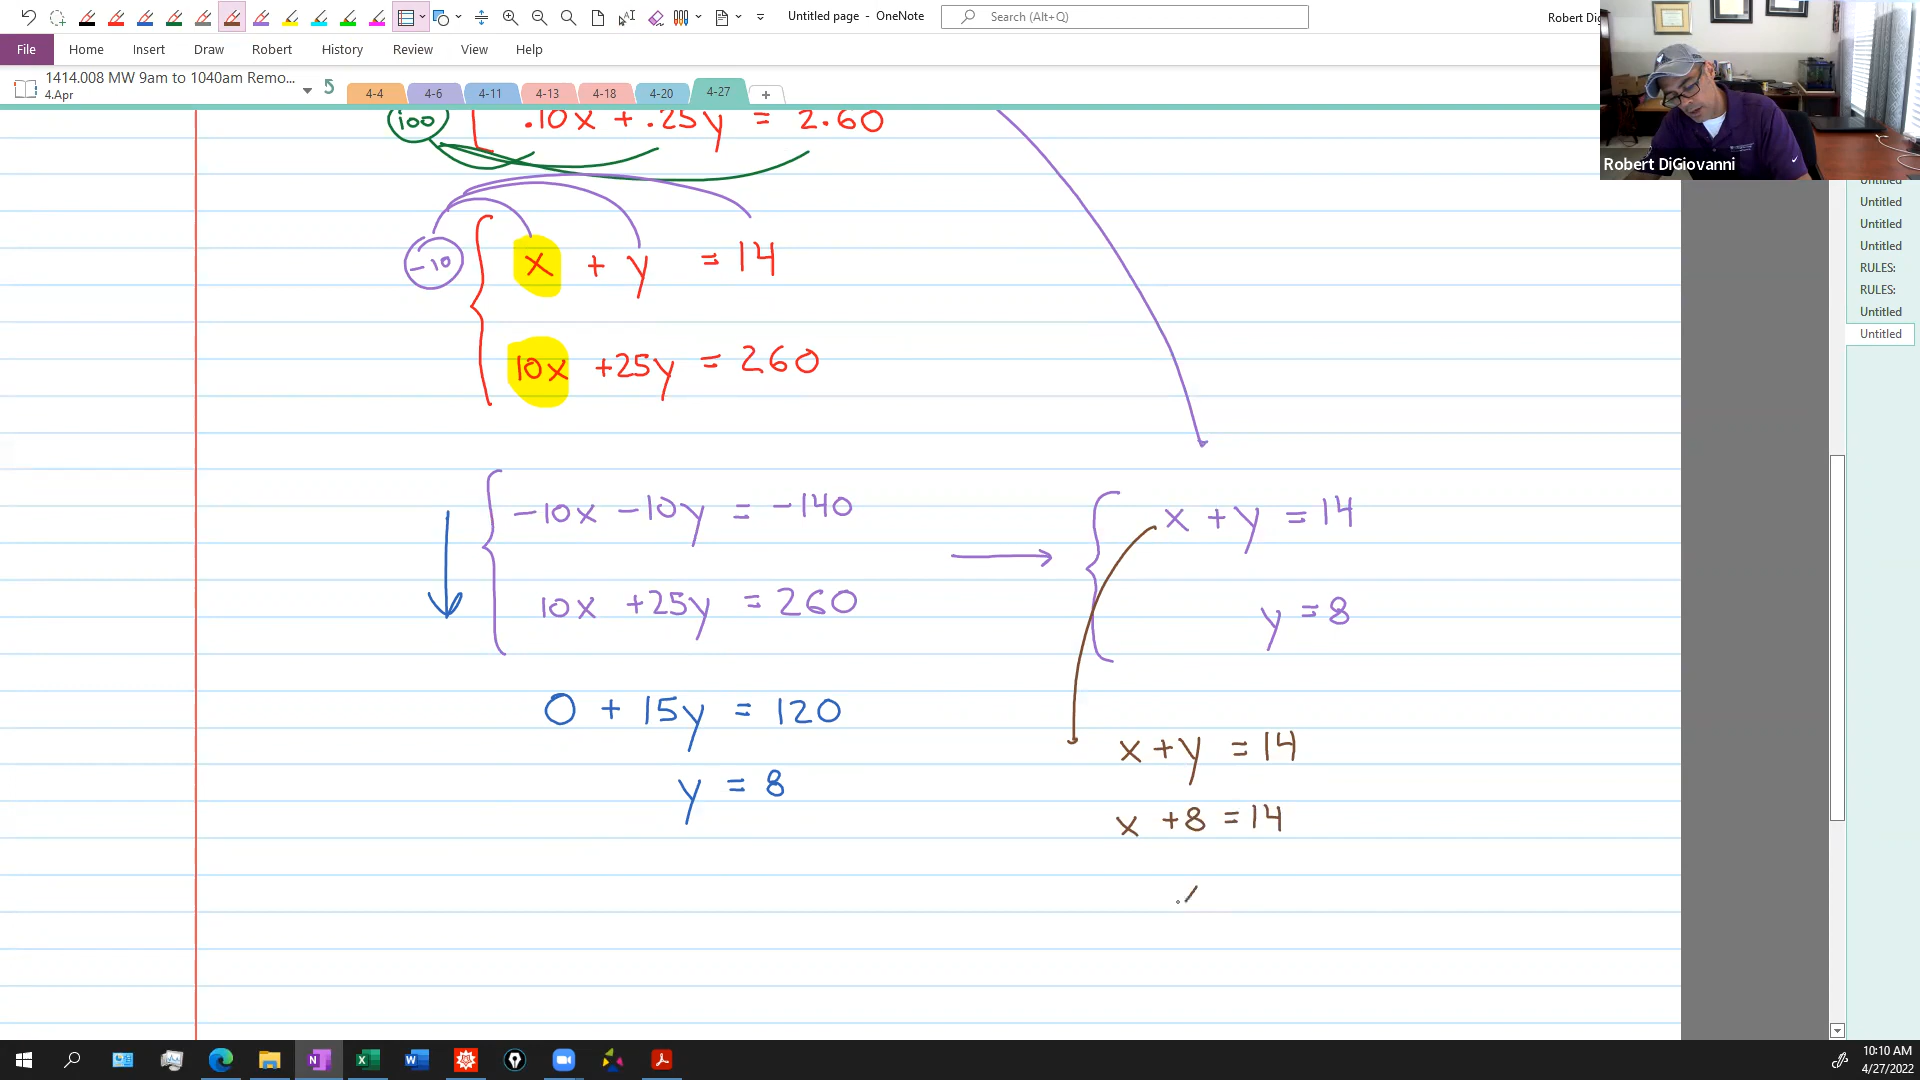 Untitled page - OneNote
Search (Alt+Q)
File Home Insert Draw Robert History Review View Help
1414.008 MW 9am to 1040am Remo...
4.Apr
4-4 4-6 4-11 4-13 4-18 4-20 4-27
Robert DiGiovanni
Untitled
Untitled
Untitled
Untitled
RULES:
RULES:
Untitled
Untitled
100
.10x + .25y = 2.60
-10
x + y = 14
10x +25y = 260
-10x -10y = -140
10x +25y = 260
0 + 15y = 120
y = 8
x + y = 14
y = 8
x + y = 14
x +8 = 14
10:10 AM
4/27/2022